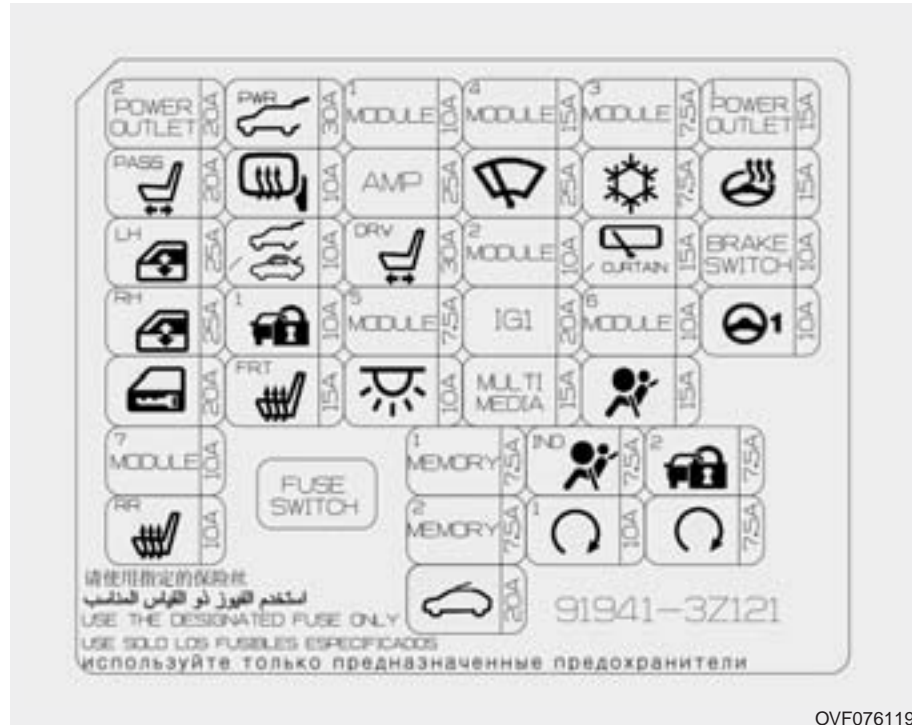 2 POWER OUTLET 20A PWR 30A 1 MODULE 10A 4 MODULE 15A 3 MODULE 7.5A 1 POWER OUTLET 15A
PASS 20A 10A AMP 25A 25A 7.5A 15A
LH 25A 10A DRV 30A 2 MODULE 10A / CURTAIN 15A BRAKE SWITCH 10A
RH 25A 1 10A 5 MODULE 7.5A IG1 20A 6 MODULE 10A 1 10A
20A FRT 15A 10A MULTI MEDIA 15A 15A
7 MODULE 10A FUSE SWITCH 1 MEMORY 7.5A IND 7.5A 2 7.5A
RR 10A 2 MEMORY 7.5A 1 10A 7.5A
20A 91941-3Z121
请使用指定的保险丝
استخدم الفيوز ذو القياس المناسب
USE THE DESIGNATED FUSE ONLY
USE SOLO LOS FUSIBLES ESPECIFICADOS
используйте только предназначенные предохранители
OVF076119